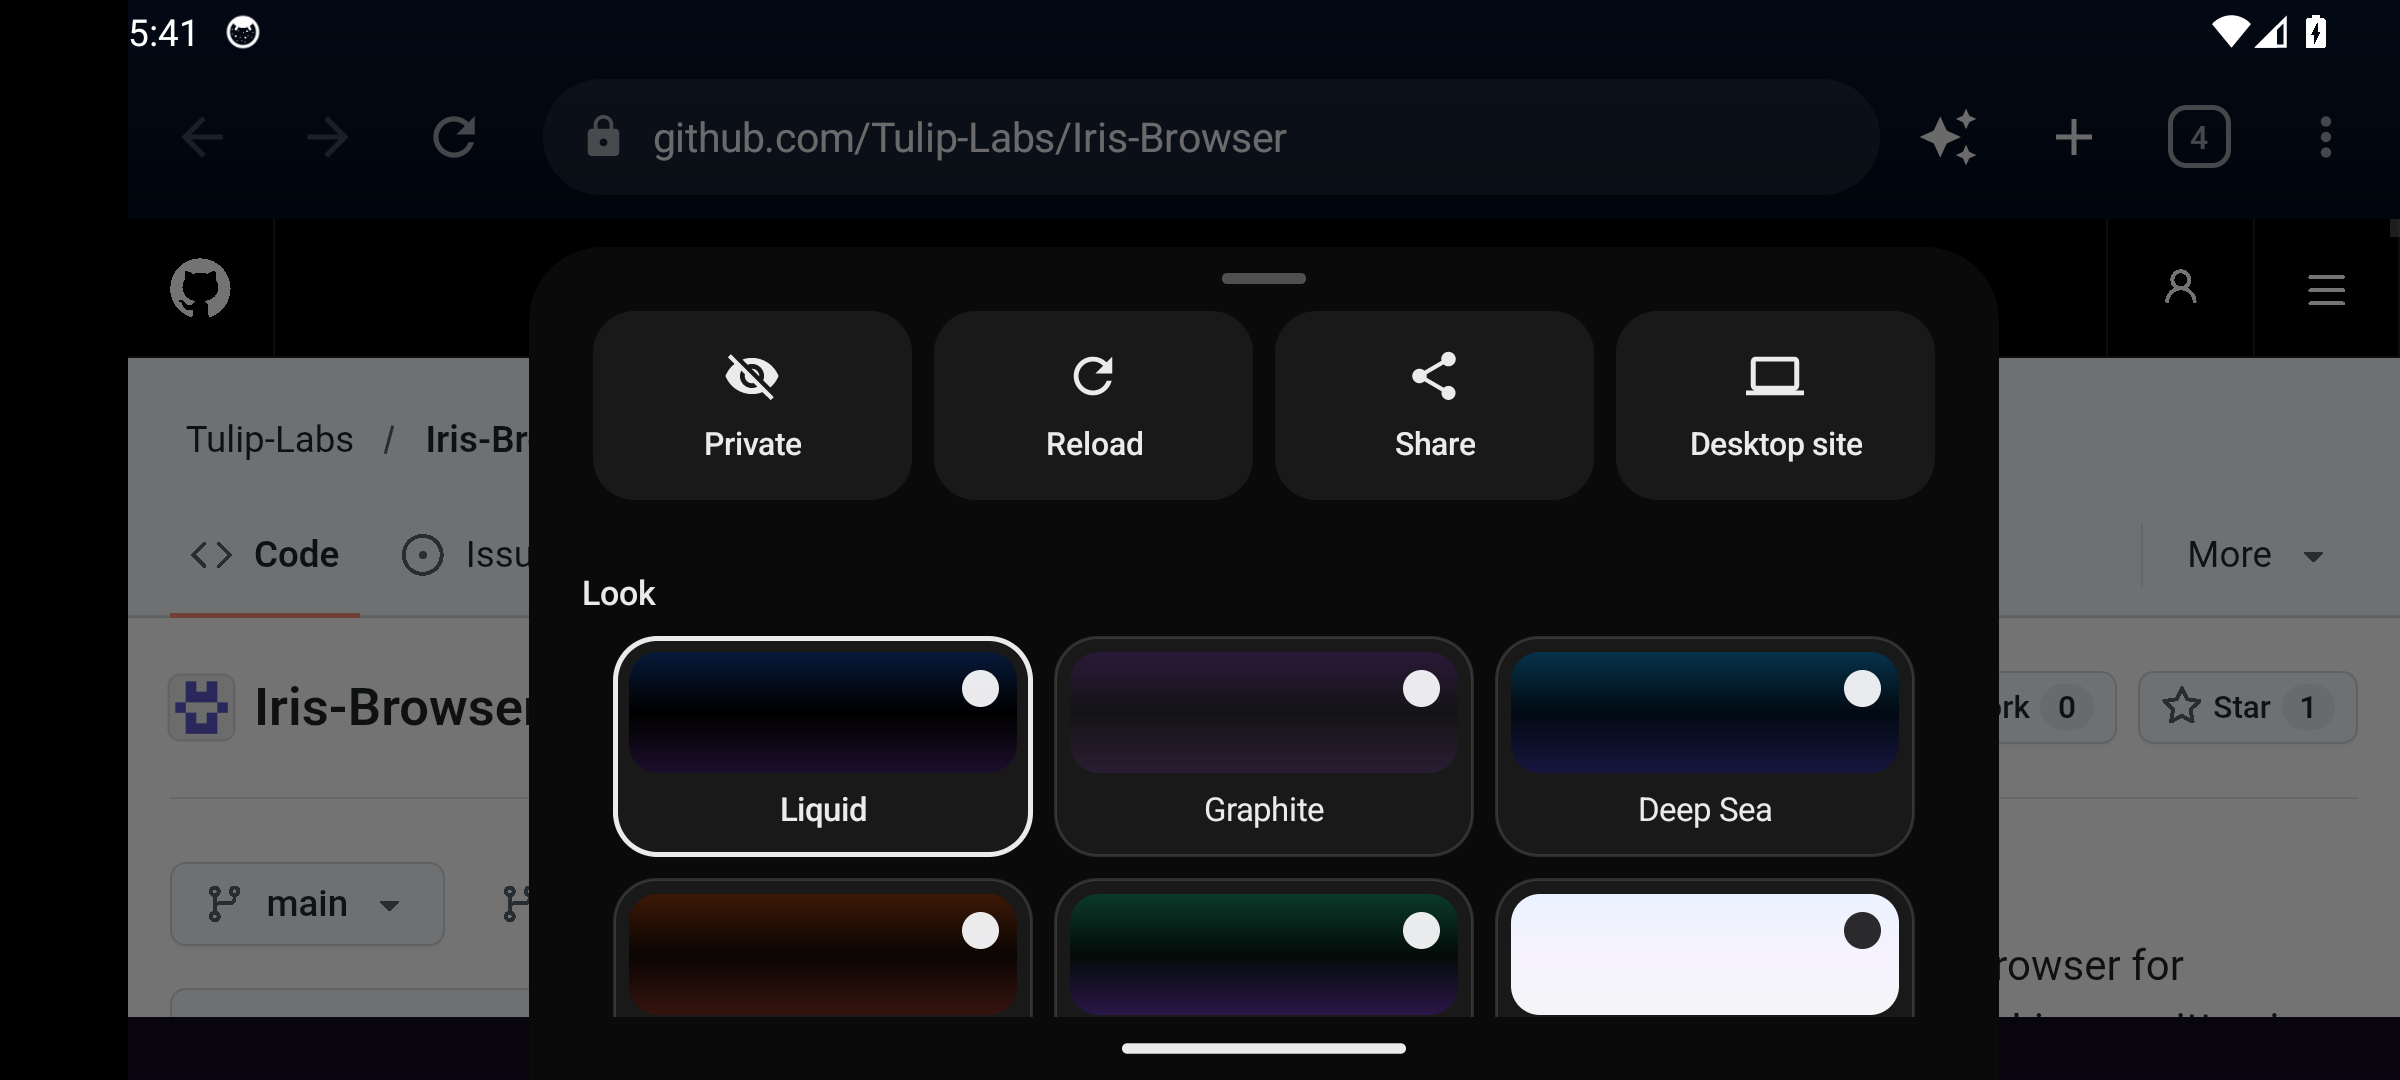 5:41
github.com/Tulip-Labs/Iris-Browser
4
Private
Reload
Share
Desktop site
Tulip-Labs / Iris-Br
Code
Issu
More
Look
Iris-Browser
rk 0
Star 1
Liquid
Graphite
Deep Sea
main
rowser for